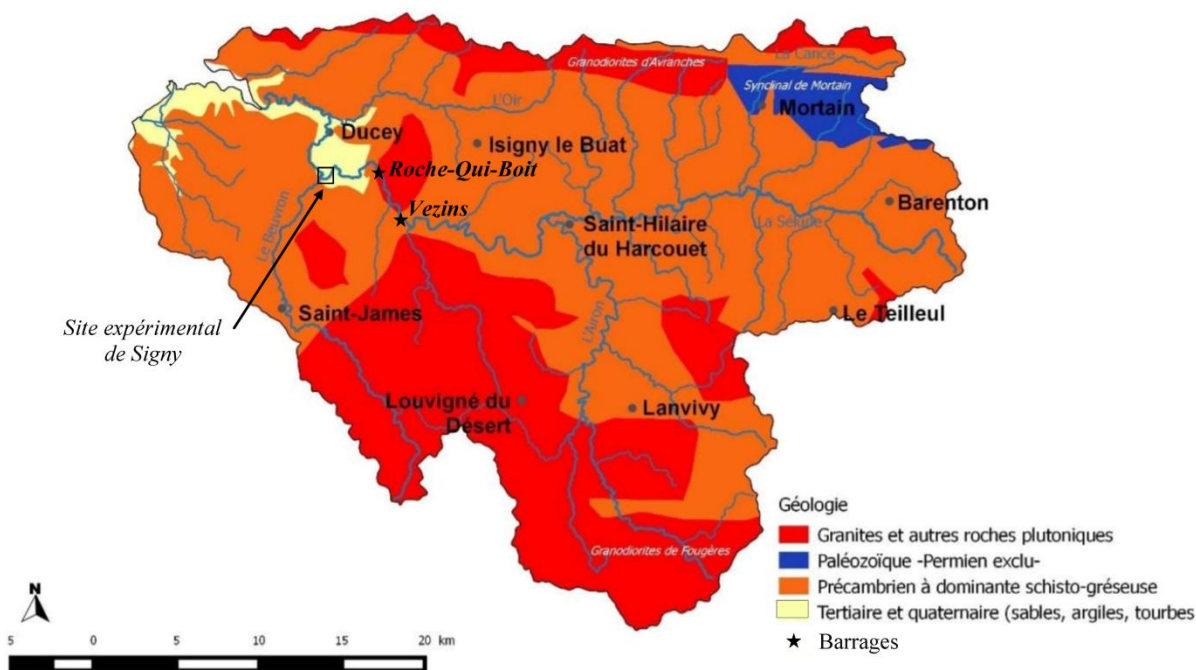 Granodiorites d'Avranches
La Cance
Synclinal de Mortain
Mortain
L'Oir
Ducey
Isigny le Buat
Roche-Qui-Boit
Vezins
Barenton
Saint-Hilaire
du Harcouet
La Sélune
Le Beuvron
Site expérimental
de Signy
Saint-James
L'Airon
Le Teilleul
Louvigné du
Désert
Lanvivy
Granodiorites de Fougères
Géologie
Granites et autres roches plutoniques
Paléozoïque -Permien exclu-
Précambrien à dominante schisto-gréseuse
Tertiaire et quaternaire (sables, argiles, tourbes
Barrages
N
5 0 5 10 15 20 km